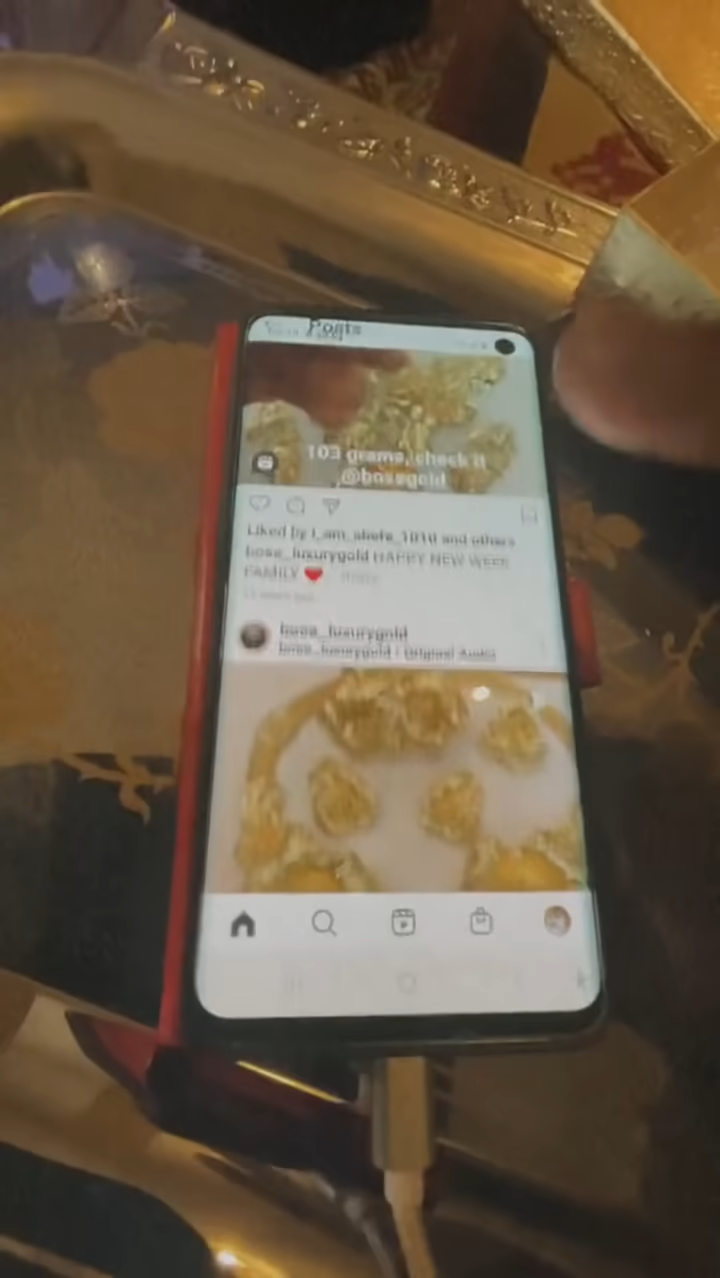 Posts
103 grams, check it
@bossgold
Liked by i_am_shefa_1010 and others
boss_luxurygold HAPPY NEW WEEK
FAMILY ❤️
boss_luxurygold
boss_luxurygold · Original Audio